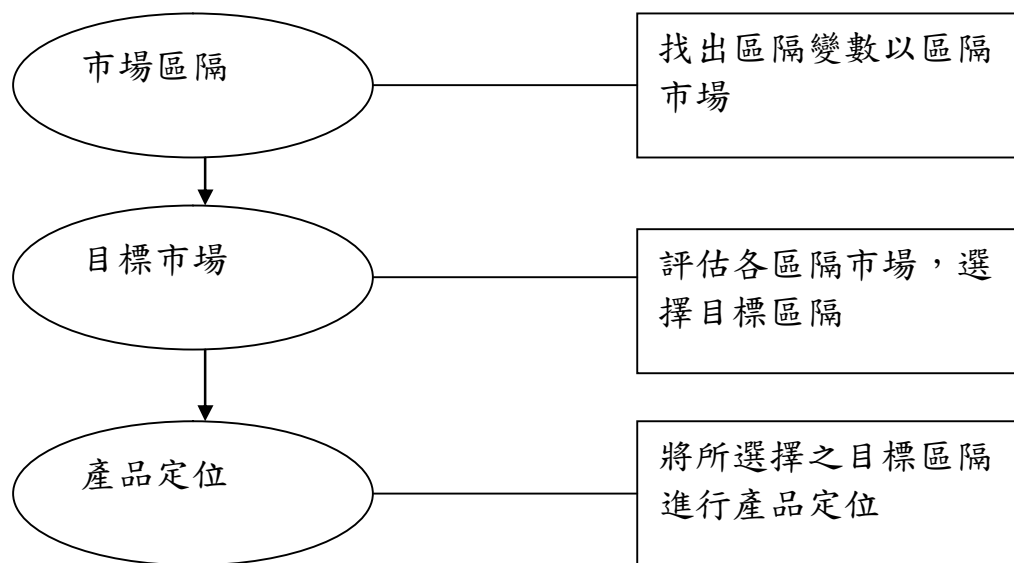 市場區隔
找出區隔變數以區隔
市場
目標市場
評估各區隔市場，選
擇目標區隔
產品定位
將所選擇之目標區隔
進行產品定位